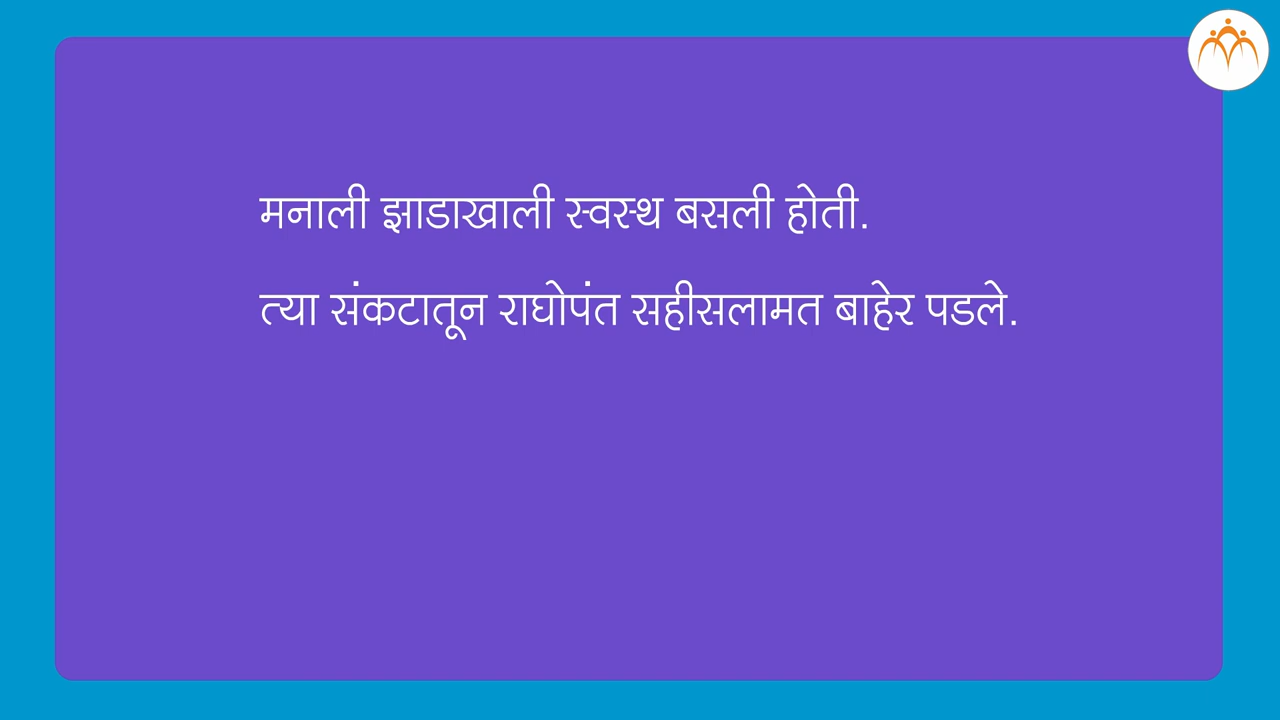 मनाली झाडाखाली स्वस्थ बसली होती.
त्या संकटातून राघोपंत सहीसलामत बाहेर पडले.